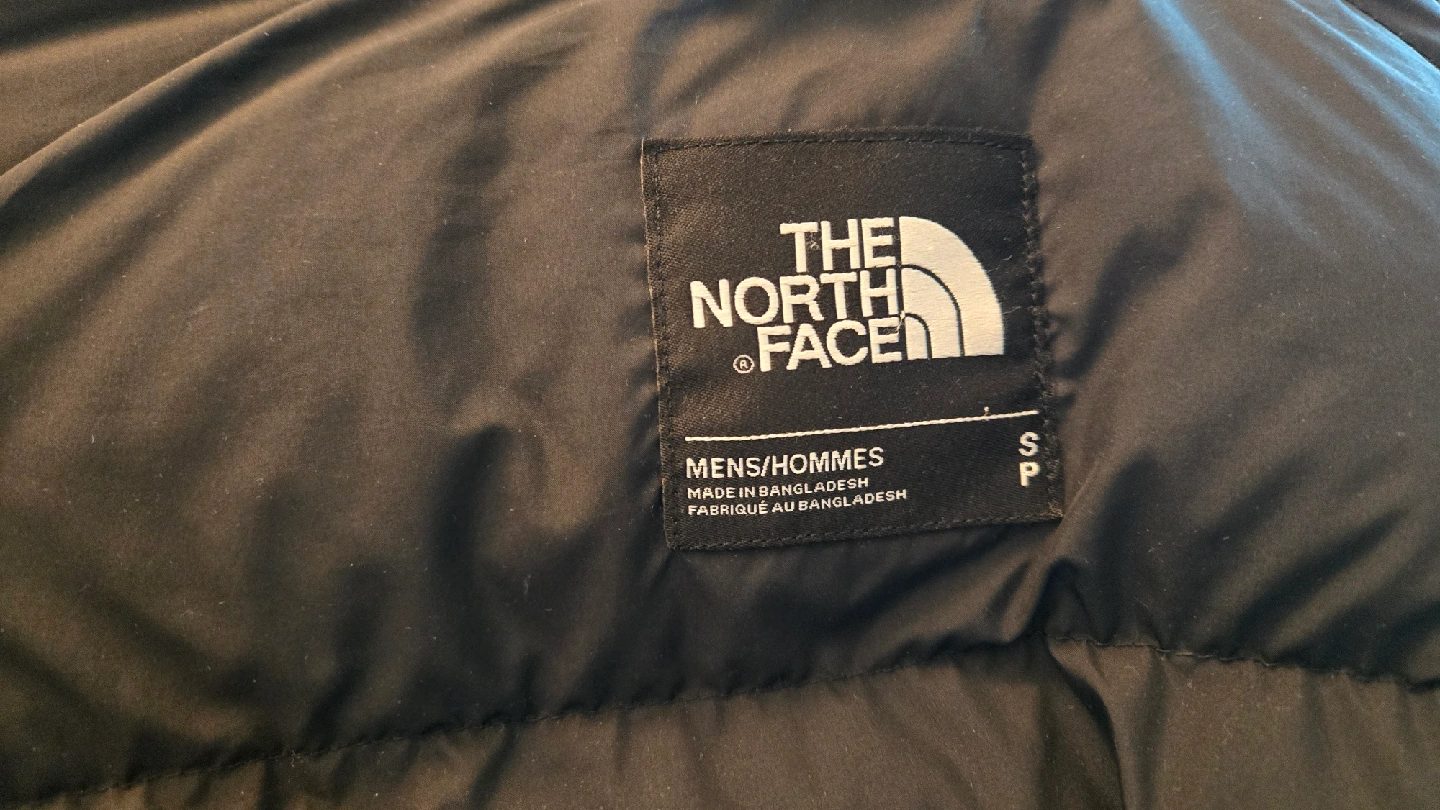 THE
NORTH
FACE
®
MENS/HOMMES
S
MADE IN BANGLADESH
P
FABRIQUÉ AU BANGLADESH